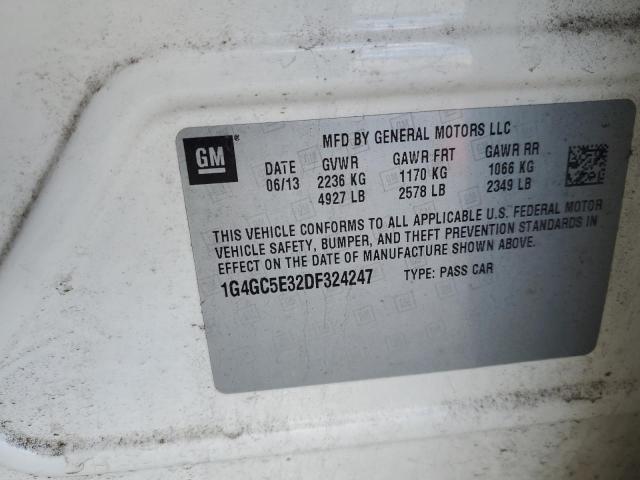 GM ®
MFD BY GENERAL MOTORS LLC
DATE GVWR GAWR FRT GAWR RR
06/13 2236 KG 1170 KG 1066 KG
4927 LB 2578 LB 2349 LB
THIS VEHICLE CONFORMS TO ALL APPLICABLE U.S. FEDERAL MOTOR
VEHICLE SAFETY, BUMPER, AND THEFT PREVENTION STANDARDS IN
EFFECT ON THE DATE OF MANUFACTURE SHOWN ABOVE.
1G4GC5E32DF324247 TYPE: PASS CAR